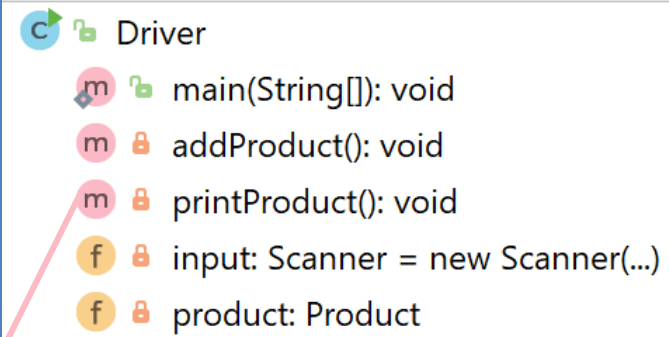 C Driver
m main(String[]): void
m addProduct(): void
m printProduct(): void
f input: Scanner = new Scanner(...)
f product: Product